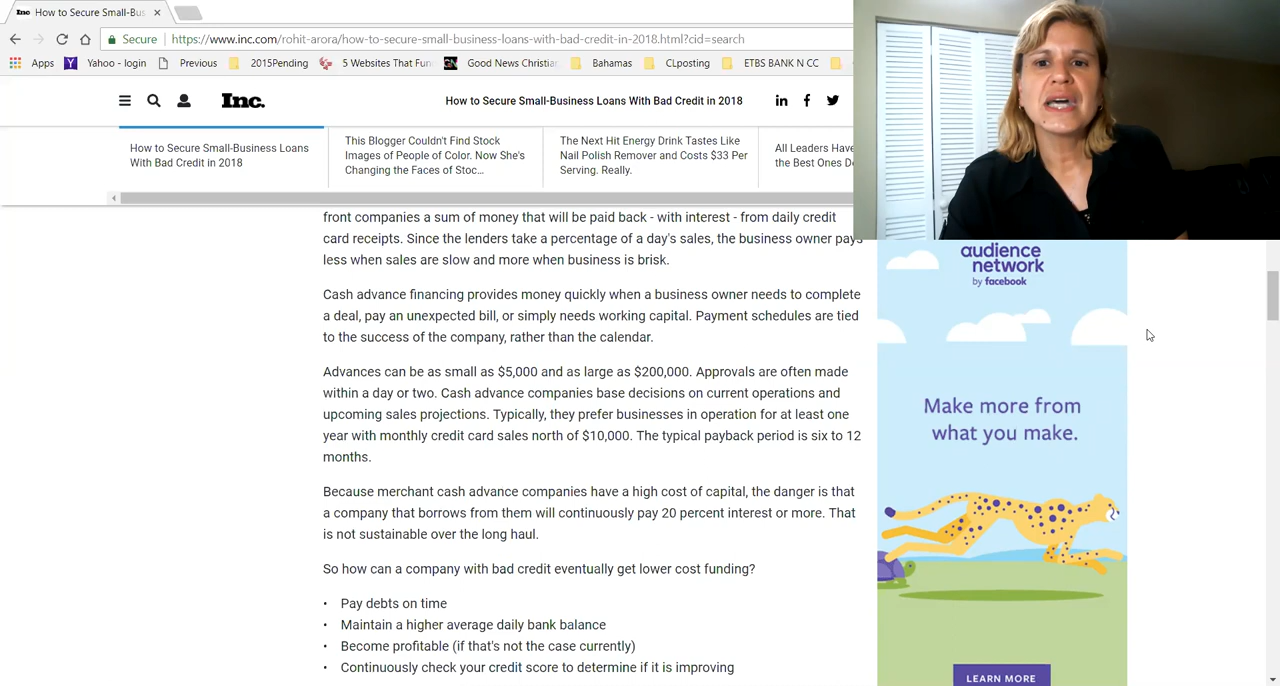 Inc How to Secure Small-Bus
Secure https://www.inc.com/rohit-arora/how-to-secure-small-business-loans-with-bad-credit-in-2018.html?cid=search
Apps Yahoo - login Previous Good News Christi ETBS BANK N CC
Inc. How to Secure Small-Business Loans With Bad Credit in 2018
How to Secure Small-Business Loans
With Bad Credit in 2018
This Blogger Couldn't Find Stock
Images of People of Color. Now She's
Changing the Faces of Stoc...
The Next Hit Energy Drink Tastes Like
Nail Polish Remover and Costs $33 Per
Serving. Really.
All Leaders Have
the Best Ones Do
front companies a sum of money that will be paid back - with interest - from daily credit
card receipts. Since the lenders take a percentage of a day's sales, the business owner pays
less when sales are slow and more when business is brisk.
Cash advance financing provides money quickly when a business owner needs to complete
a deal, pay an unexpected bill, or simply needs working capital. Payment schedules are tied
to the success of the company, rather than the calendar.
Advances can be as small as $5,000 and as large as $200,000. Approvals are often made
within a day or two. Cash advance companies base decisions on current operations and
upcoming sales projections. Typically, they prefer businesses in operation for at least one
year with monthly credit card sales north of $10,000. The typical payback period is six to 12
months.
Because merchant cash advance companies have a high cost of capital, the danger is that
a company that borrows from them will continuously pay 20 percent interest or more. That
is not sustainable over the long haul.
So how company with bad credit eventually get lower cost funding?
• Pay debts on time
• Maintain a higher average daily bank balance
• Become profitable (if that's not the case currently)
• Continuously check your credit score to determine if it is improving
audience
network
by facebook
Make more from
what you make.
LEARN MORE